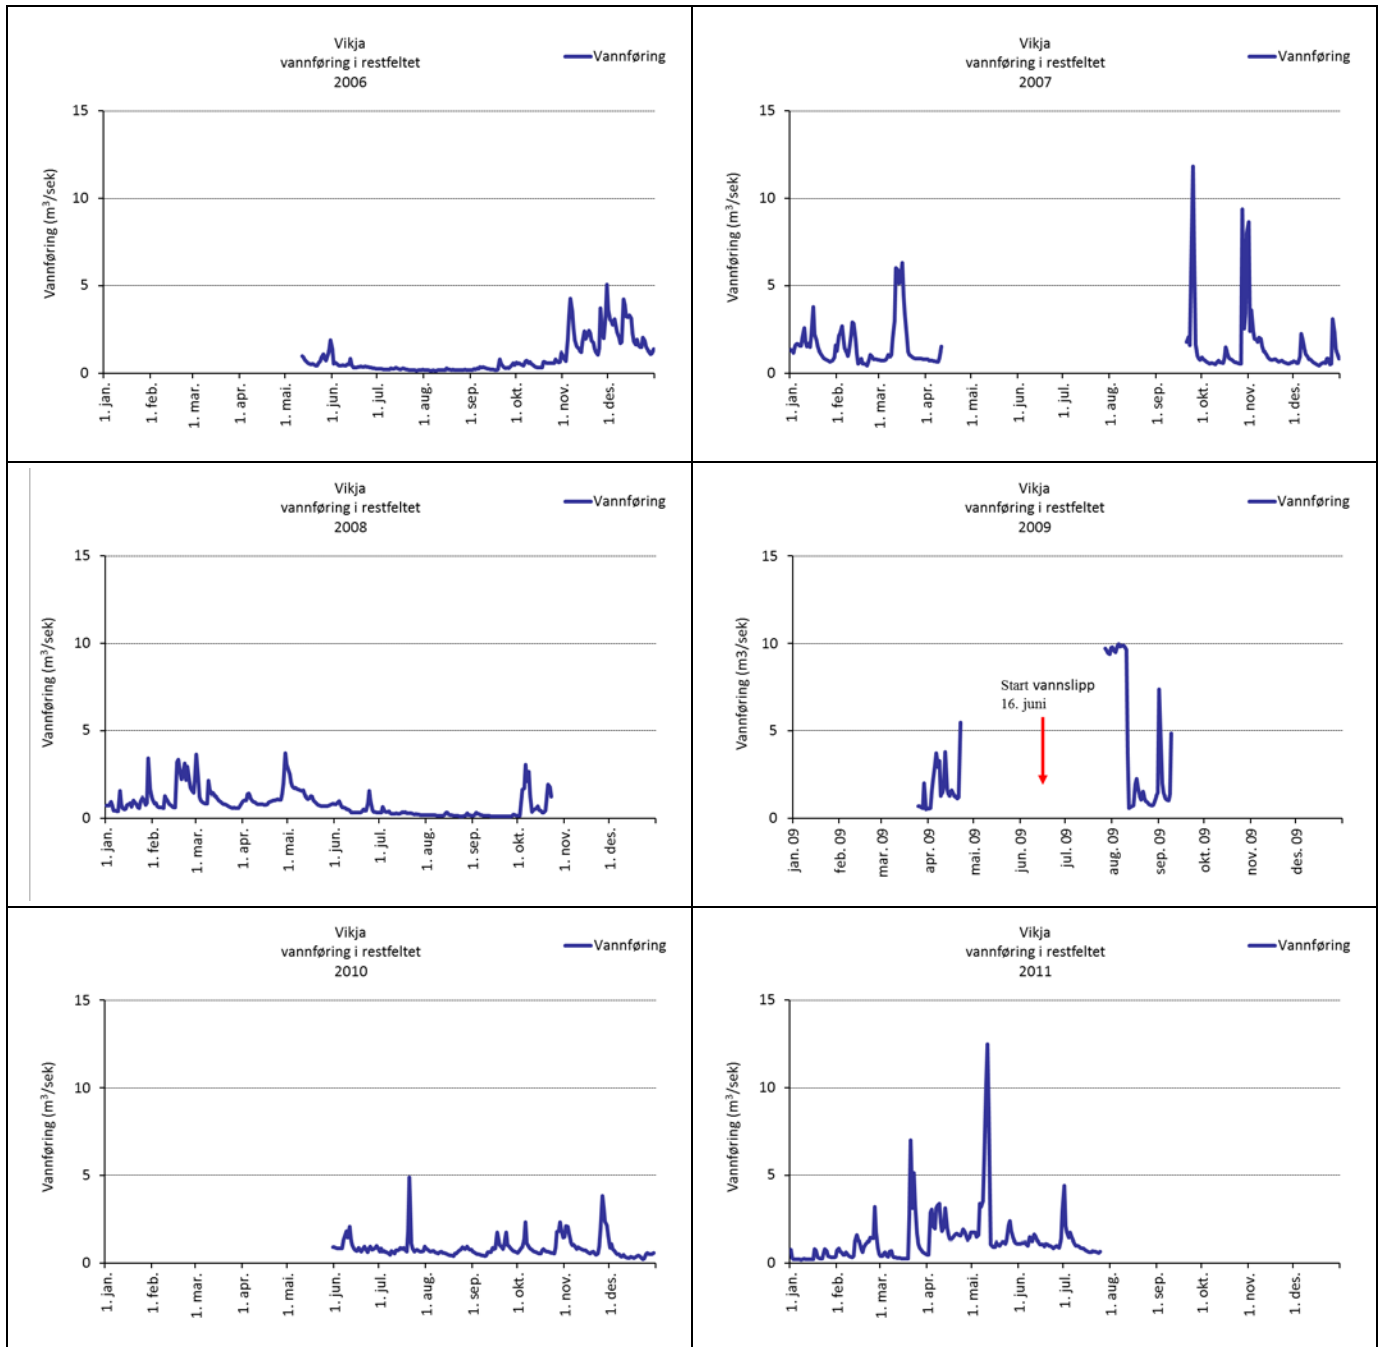 Vikja
vannføring i restfeltet
2006
Vannføring
Vannføring (m³/sek)
15
10
5
0
1. jan.
1. feb.
1. mar.
1. apr.
1. mai.
1. jun.
1. jul.
1. aug.
1. sep.
1. okt.
1. nov.
1. des.
Vikja
vannføring i restfeltet
2007
Vannføring
Vannføring (m³/sek)
15
10
5
0
1. jan.
1. feb.
1. mar.
1. apr.
1. mai.
1. jun.
1. jul.
1. aug.
1. sep.
1. okt.
1. nov.
1. des.
Vikja
vannføring i restfeltet
2008
Vannføring
Vannføring (m³/sek)
15
10
5
0
1. jan.
1. feb.
1. mar.
1. apr.
1. mai.
1. jun.
1. jul.
1. aug.
1. sep.
1. okt.
1. nov.
1. des.
Vikja
vannføring i restfeltet
2009
Vannføring
Vannføring (m3/sek)
15
10
5
0
Start vannslipp
16. juni
jan. 09
feb. 09
mar. 09
apr. 09
mai. 09
jun. 09
jul. 09
aug. 09
sep. 09
okt. 09
nov. 09
des. 09
Vikja
vannføring i restfeltet
2010
Vannføring
Vannføring (m³/sek)
15
10
5
0
1. jan.
1. feb.
1. mar.
1. apr.
1. mai.
1. jun.
1. jul.
1. aug.
1. sep.
1. okt.
1. nov.
1. des.
Vikja
vannføring i restfeltet
2011
Vannføring
Vannføring (m³/sek)
15
10
5
0
1. jan.
1. feb.
1. mar.
1. apr.
1. mai.
1. jun.
1. jul.
1. aug.
1. sep.
1. okt.
1. nov.
1. des.